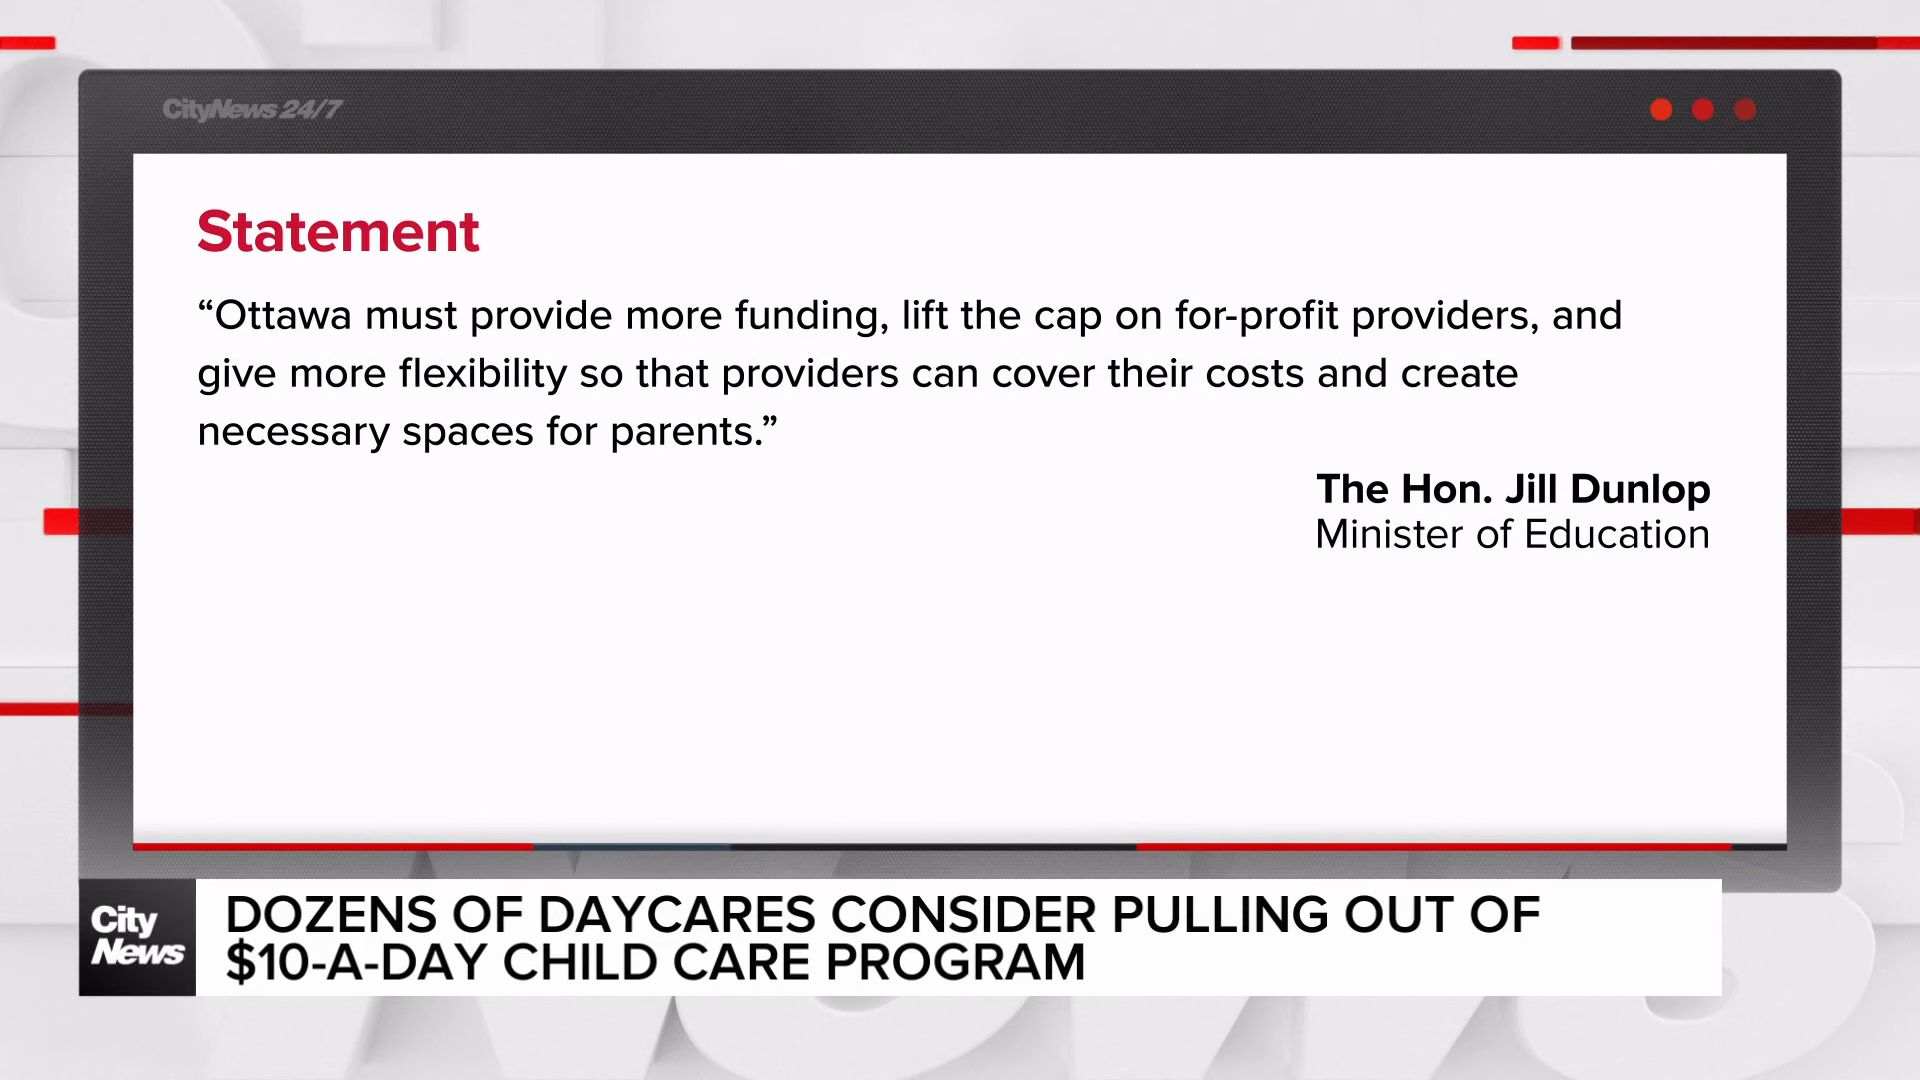 CityNews 24/7
Statement
“Ottawa must provide more funding, lift the cap on for-profit providers, and
give more flexibility so that providers can cover their costs and create
necessary spaces for parents.”
The Hon. Jill Dunlop
Minister of Education
City
News
DOZENS OF DAYCARES CONSIDER PULLING OUT OF
$10-A-DAY CHILD CARE PROGRAM